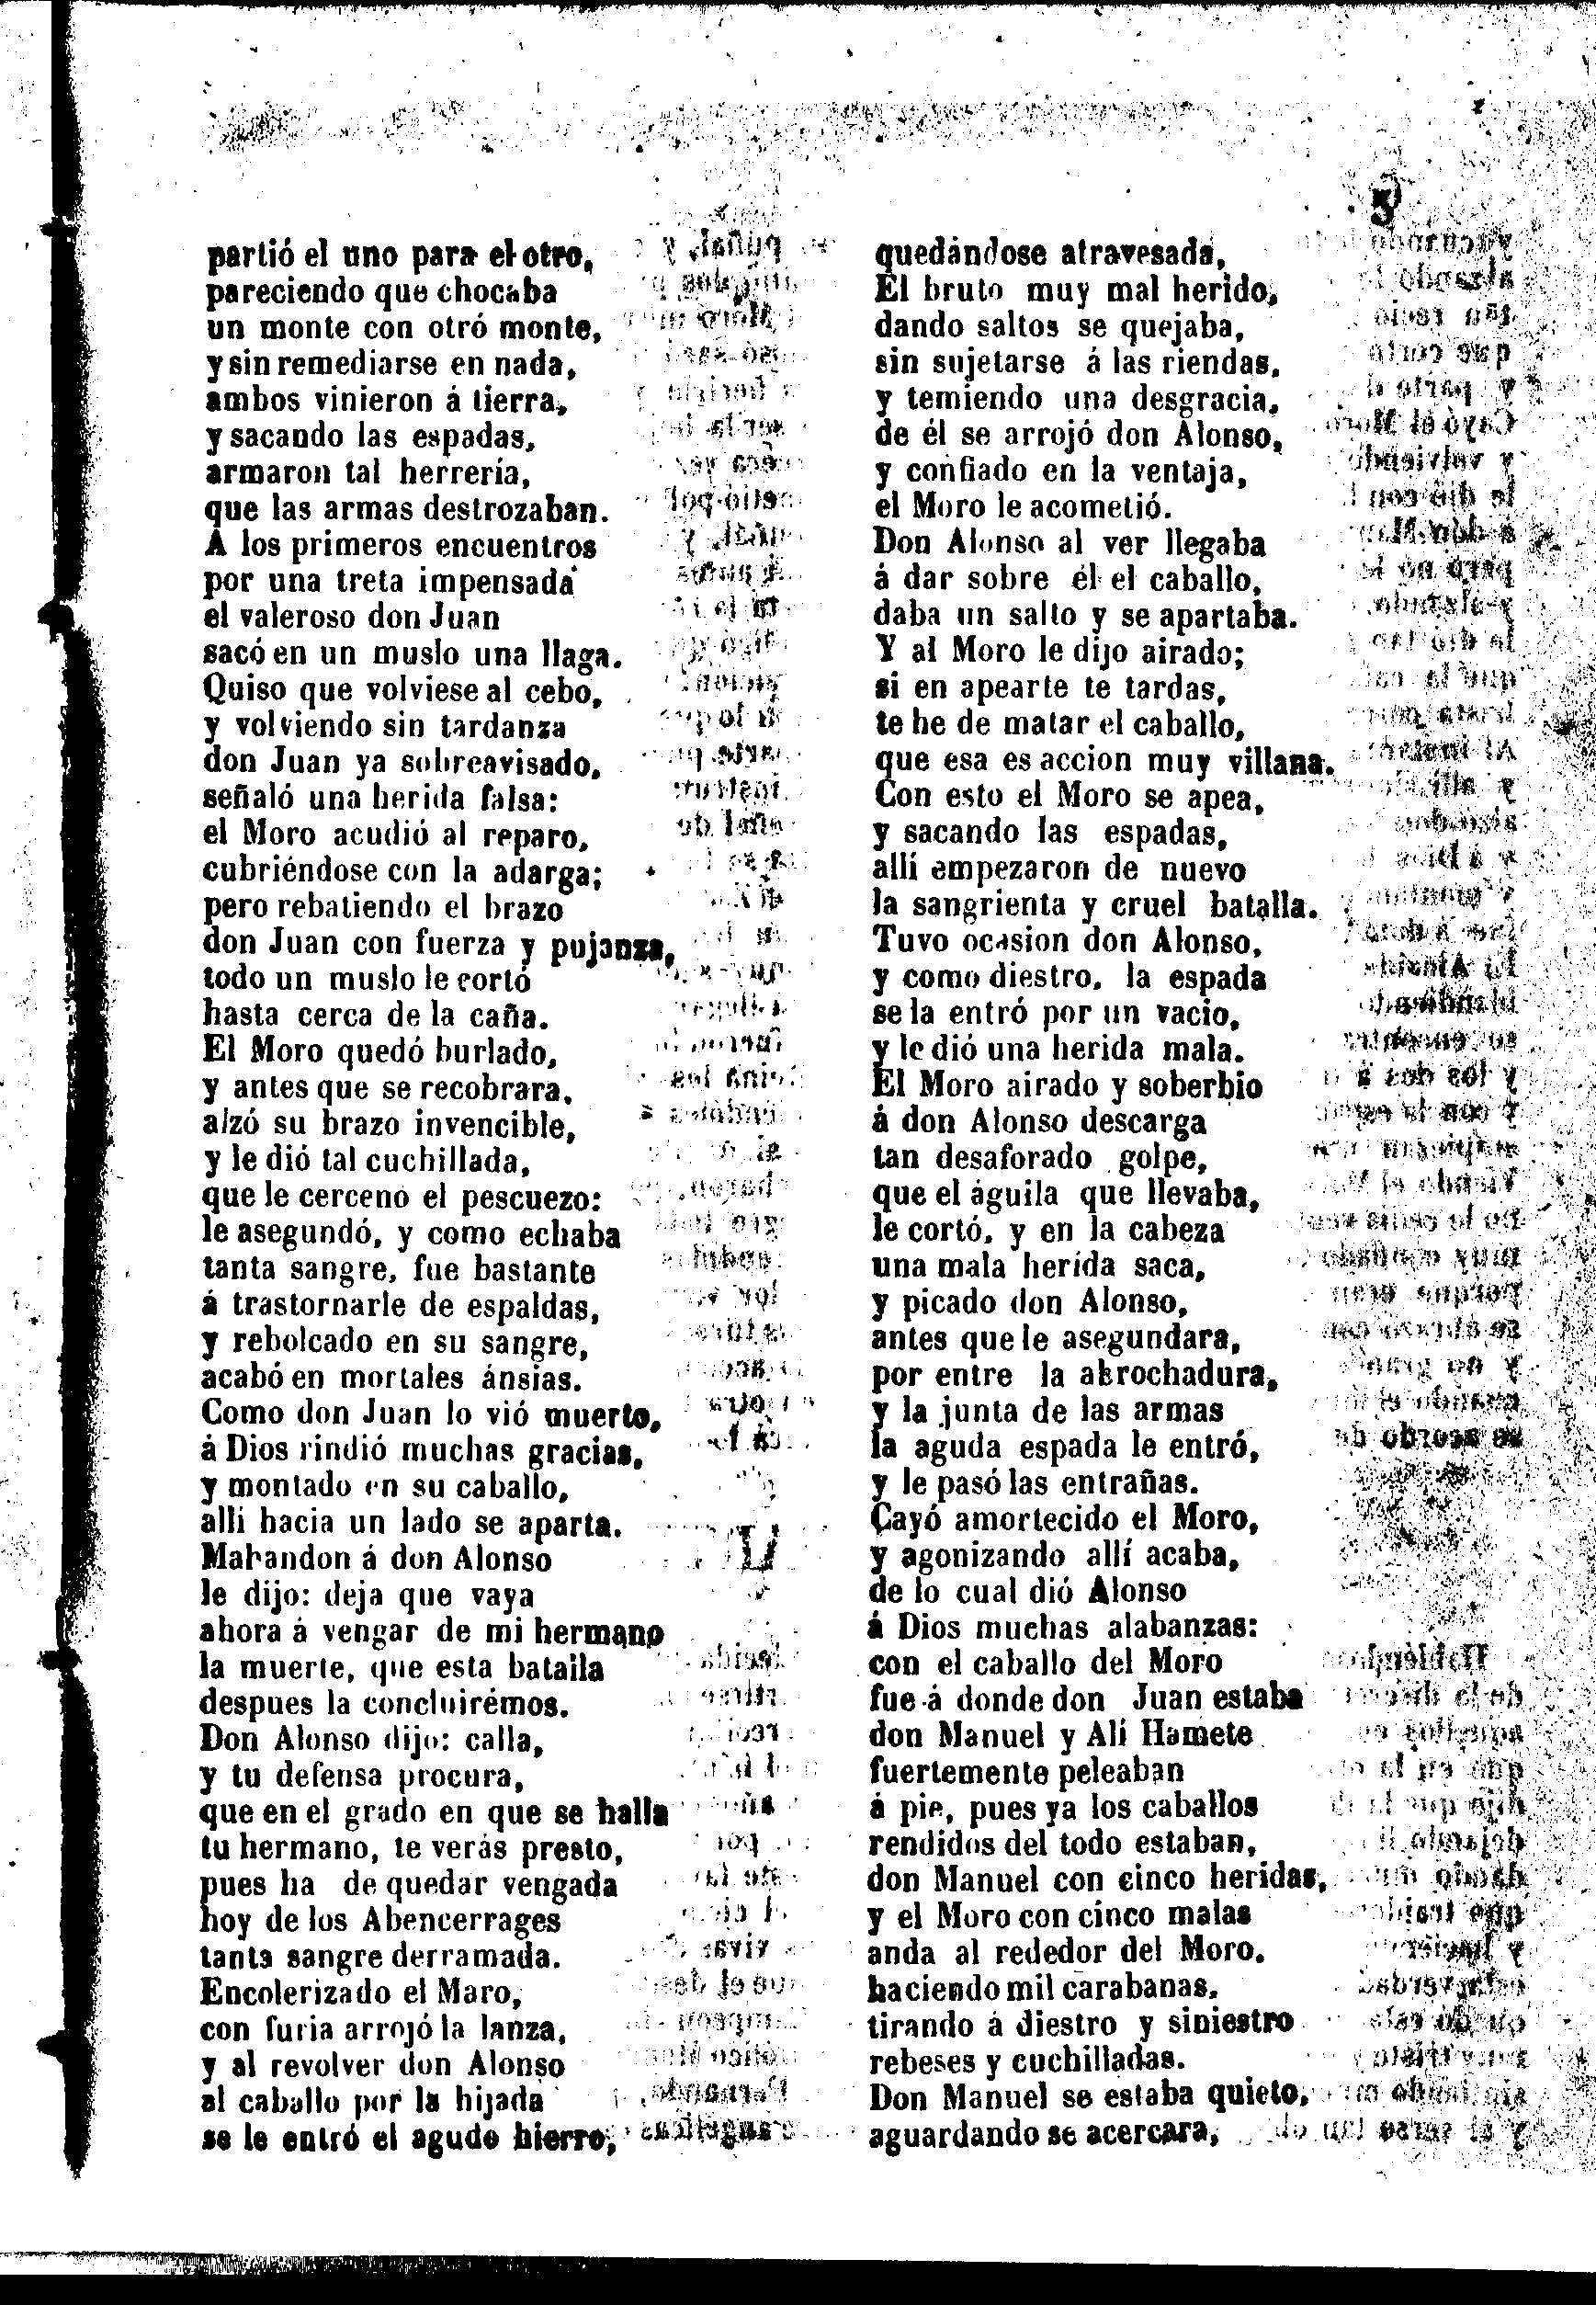 5
partió el uno para el otro,
pareciendo que chocaba
un monte con otró monte,
y sin remediarse en nada,
ambos vinieron á tierra,
y sacando las espadas,
armaron tal herrería,
que las armas destrozaban.
A los primeros encuentros
por una treta impensada
el valeroso don Juan
sacó en un muslo una llaga.
Quiso que volviese al cebo,
y volviendo sin tardanza
don Juan ya sobreavisado,
señaló una herida falsa:
el Moro acudió al reparo,
cubriéndose con la adarga;
pero rebatiendo el brazo
don Juan con fuerza y pujanza,
todo un muslo le cortó
hasta cerca de la caña.
El Moro quedó burlado,
y antes que se recobrara,
alzó su brazo invencible,
y le dió tal cuchillada,
que le cercenó el pescuezo:
le asegundó, y como echaba
tanta sangre, fue bastante
á trastornarle de espaldas,
y rebolcado en su sangre,
acabó en mortales ánsias.
Como don Juan lo vió muerto,
á Dios rindió muchas gracias,
y montado en su caballo,
alli hacia un lado se aparta.
Mahandon á don Alonso
le dijo: deja que vaya
ahora á vengar de mi hermano
la muerte, que esta batalla
despues la concluirémos.
Don Alonso dijo: calla,
y tu defensa procura,
que en el grado en que se halla
tu hermano, te verás presto,
pues ha de quedar vengada
hoy de los Abencerrages
tanta sangre derramada.
Encolerizado el Maro,
con furia arrojó la lanza,
y al revolver don Alonso
al caballo por la hijada
se le entró el agudo hierro,
quedándose atravesada,
El bruto muy mal herido,
dando saltos se quejaba,
sin sujetarse á las riendas,
y temiendo una desgracia,
de él se arrojó don Alonso,
y confiado en la ventaja,
el Moro le acometió.
Don Alonso al ver llegaba
á dar sobre él el caballo,
daba un salto y se apartaba.
Y al Moro le dijo airado;
si en apearte te tardas,
te he de matar el caballo,
que esa es accion muy villana.
Con esto el Moro se apea,
y sacando las espadas,
allí empezaron de nuevo
la sangrienta y cruel batalla.
Tuvo ocasion don Alonso,
y como diestro, la espada
se la entró por un vacio,
y le dió una herida mala.
El Moro airado y soberbio
á don Alonso descarga
tan desaforado golpe,
que el águila que llevaba,
le cortó, y en la cabeza
una mala herida saca,
y picado don Alonso,
antes que le asegundara,
por entre la abrochadura,
y la junta de las armas
la aguda espada le entró,
y le pasó las entrañas.
Cayó amortecido el Moro,
y agonizando allí acaba,
de lo cual dió Alonso
á Dios muchas alabanzas:
con el caballo del Moro
fue á donde don Juan estaba
don Manuel y Alí Hamete
fuertemente peleaban
á pie, pues ya los caballos
rendidos del todo estaban,
don Manuel con cinco heridas,
y el Moro con cinco malas
anda al rededor del Moro.
haciendo mil carabanas.
tirando á diestro y siniestro
rebeses y cuchilladas.
Don Manuel se estaba quieto,
aguardando se acercara,